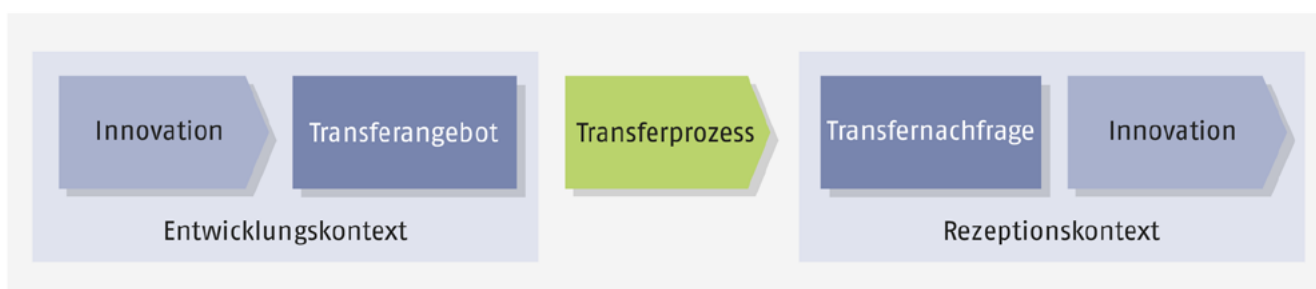 Innovation
Transferangebot
Entwicklungskontext
Transferprozess
Transfernachfrage
Innovation
Rezeptionskontext